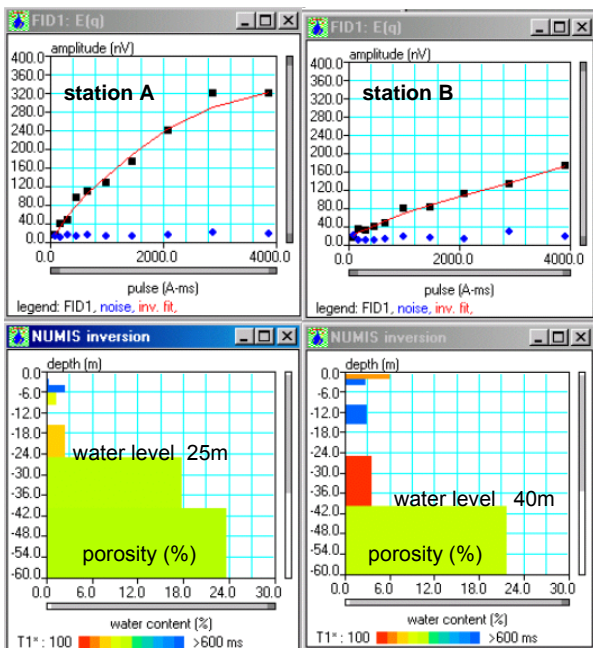 FID1: E(q)
amplitude (nV)
400.0
360.0
320.0
280.0
240.0
200.0
160.0
120.0
80.0
40.0
0.0
station A
0.0 2000.0 4000.0
pulse (A-ms)
legend: FID1, noise, inv. fit,
FID1: E(q)
amplitude (nV)
400.0
360.0
320.0
280.0
240.0
200.0
160.0
120.0
80.0
40.0
0.0
station B
0.0 2000.0 4000.0
pulse (A-ms)
legend: FID1, noise, inv. fit,
NUMIS inversion
depth (m)
0.0
-6.0
-12.0
-18.0
-24.0
-30.0
-36.0
-42.0
-48.0
-54.0
-60.0
water level 25m
porosity (%)
0.0 6.0 12.0 18.0 24.0 30.0
water content (%)
T1* : 100 >600 ms
NUMIS inversion
depth (m)
0.0
-6.0
-12.0
-18.0
-24.0
-30.0
-36.0
-42.0
-48.0
-54.0
-60.0
water level 40m
porosity (%)
0.0 6.0 12.0 18.0 24.0 30.0
water content (%)
T1* : 100 >600 ms